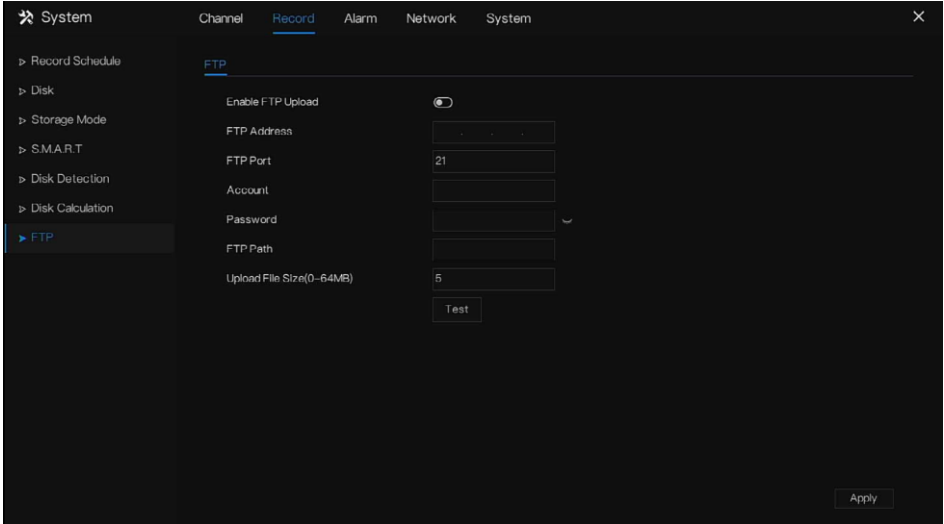 System
Channel Record Alarm Network System
Record Schedule
Disk
Storage Mode
S.M.A.R.T
Disk Detection
Disk Calculation
FTP
FTP
Enable FTP Upload
FTP Address . . .
FTP Port 21
Account
Password
FTP Path
Upload File Size(0-64MB) 5
Test
Apply